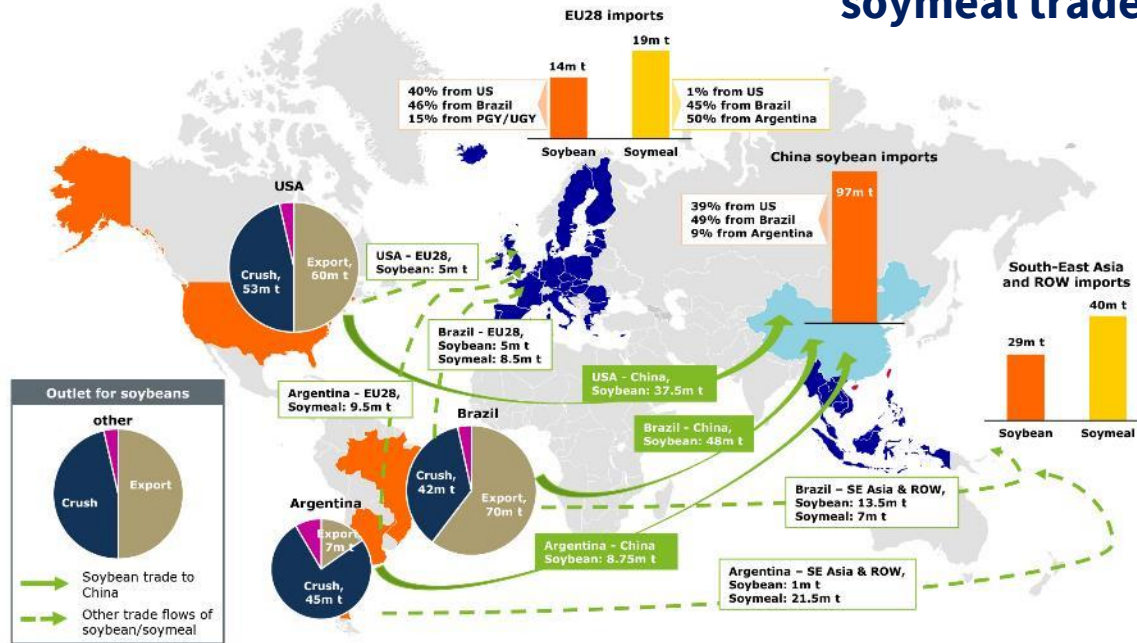 soymeal trade
EU28 imports
19m t
14m t
40% from US
46% from Brazil
15% from PGY/UGY
1% from US
45% from Brazil
50% from Argentina
Soybean
Soymeal
China soybean imports
97m t
39% from US
49% from Brazil
9% from Argentina
USA
Crush,
53m t
Export,
60m t
USA - EU28,
Soybean: 5m t
South-East Asia
and ROW imports
40m t
29m t
Soybean
Soymeal
Brazil - EU28,
Soybean: 5m t
Soymeal: 8.5m t
USA - China,
Soybean: 37.5m t
Argentina - EU28,
Soymeal: 9.5m t
Brazil
Crush,
42m t
Export,
70m t
Brazil - China,
Soybean: 48m t
Outlet for soybeans
other
Crush
Export
Soybean trade to
China
Other trade flows of
soybean/soymeal
Argentina
Export,
7m t
Crush,
45m t
Brazil – SE Asia & ROW,
Soybean: 13.5m t
Soymeal: 7m t
Argentina - China
Soybean: 8.75m t
Argentina – SE Asia & ROW,
Soybean: 1m t
Soymeal: 21.5m t